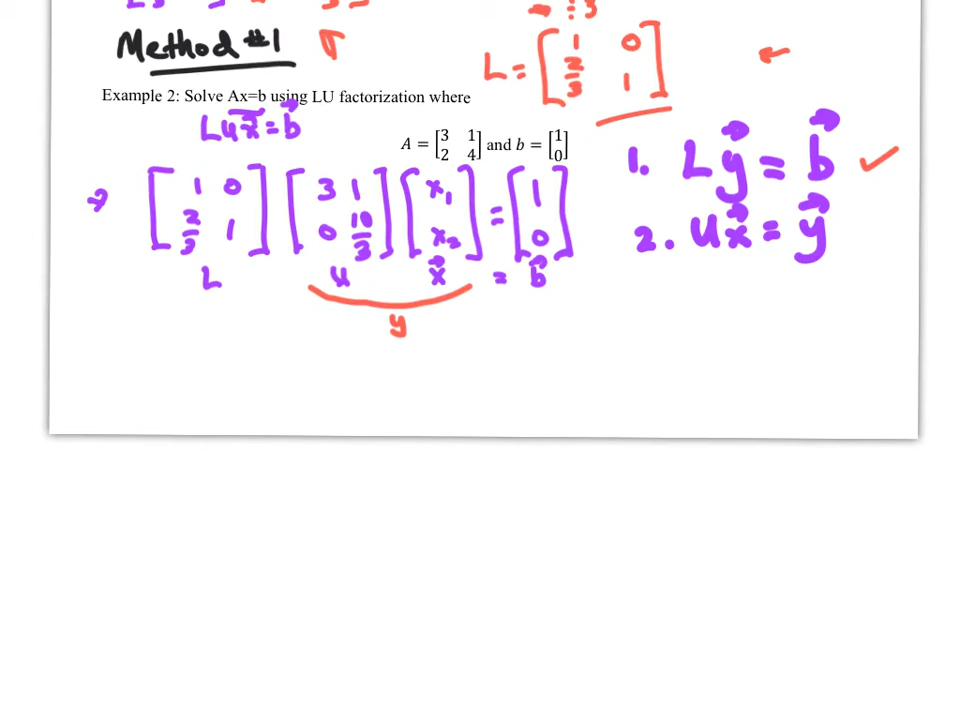 Method #1
L = [1 0; 2/3 1]
Example 2: Solve Ax=b using LU factorization where
Lux⃗ = b⃗
A = [3 1; 2 4] and b = [1; 0]
→ [1 0; 2/3 1] [3 1; 0 10/3] [x₁; x₂] = [1; 0]
L u x⃗ = b⃗
y
1. Ly⃗ = b⃗ ✓
2. ux⃗ = y⃗